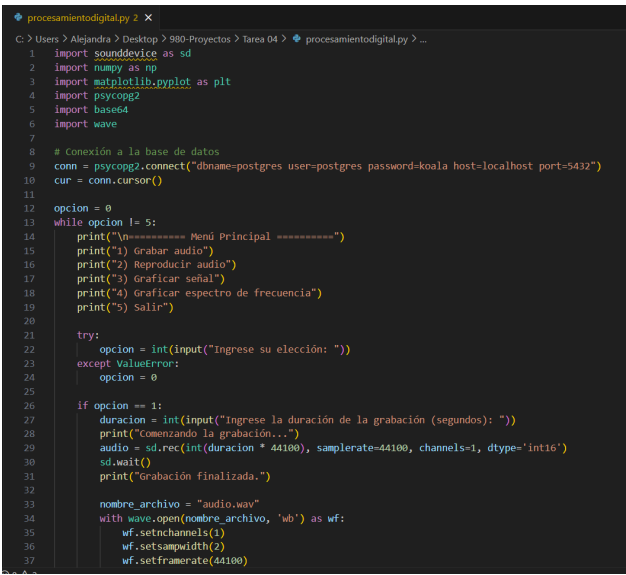 procesamientodigital.py 2 X
C: > Users > Alejandra > Desktop > 980-Proyectos > Tarea 04 > procesamientodigital.py > ...
1 import sounddevice as sd
2 import numpy as np
3 import matplotlib.pyplot as plt
4 import psycopg2
5 import base64
6 import wave
7
8 # Conexión a la base de datos
9 conn = psycopg2.connect("dbname=postgres user=postgres password=koala host=localhost port=5432")
10 cur = conn.cursor()
11
12 opcion = 0
13 while opcion != 5:
14     print("\n========== Menú Principal ==========")
15     print("1) Grabar audio")
16     print("2) Reproducir audio")
17     print("3) Graficar señal")
18     print("4) Graficar espectro de frecuencia")
19     print("5) Salir")
20
21     try:
22         opcion = int(input("Ingrese su elección: "))
23     except ValueError:
24         opcion = 0
25
26     if opcion == 1:
27         duracion = int(input("Ingrese la duración de la grabación (segundos): "))
28         print("Comenzando la grabación...")
29         audio = sd.rec(int(duracion * 44100), samplerate=44100, channels=1, dtype='int16')
30         sd.wait()
31         print("Grabación finalizada.")
32
33         nombre_archivo = "audio.wav"
34         with wave.open(nombre_archivo, 'wb') as wf:
35             wf.setnchannels(1)
36             wf.setsampwidth(2)
37             wf.setframerate(44100)